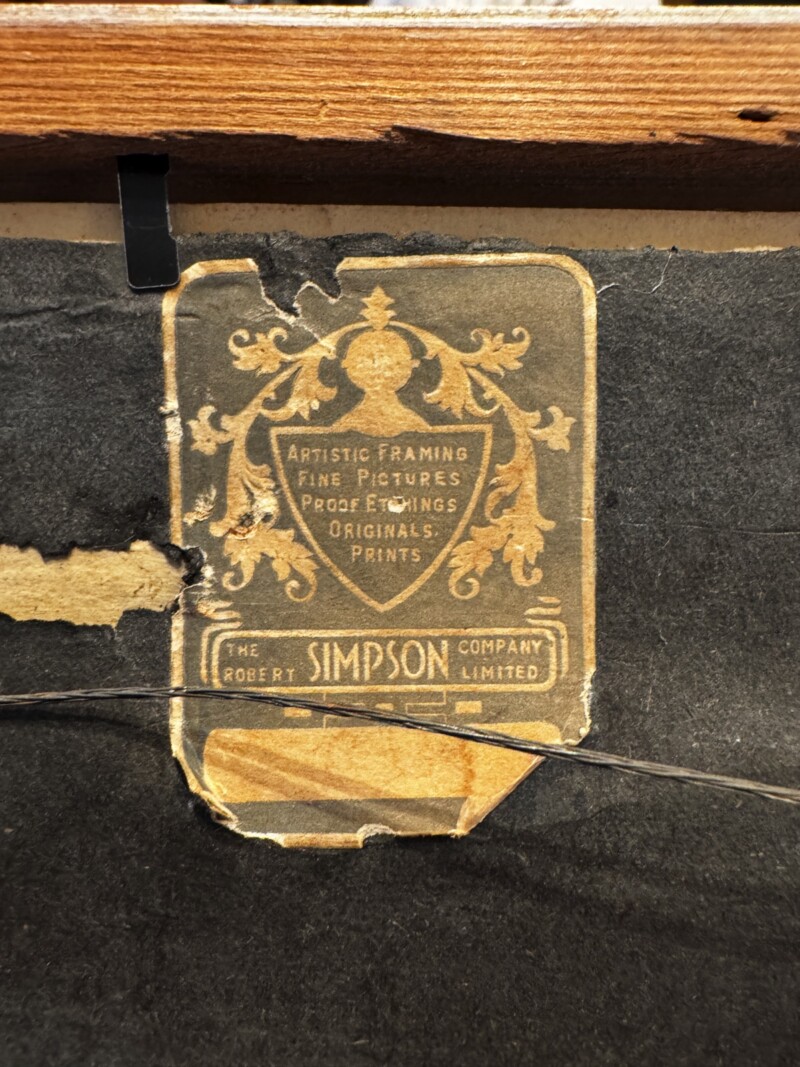 ARTISTIC FRAMING
FINE PICTURES
PROOF ETCHINGS
ORIGINALS.
PRINTS
THE ROBERT SIMPSON COMPANY LIMITED